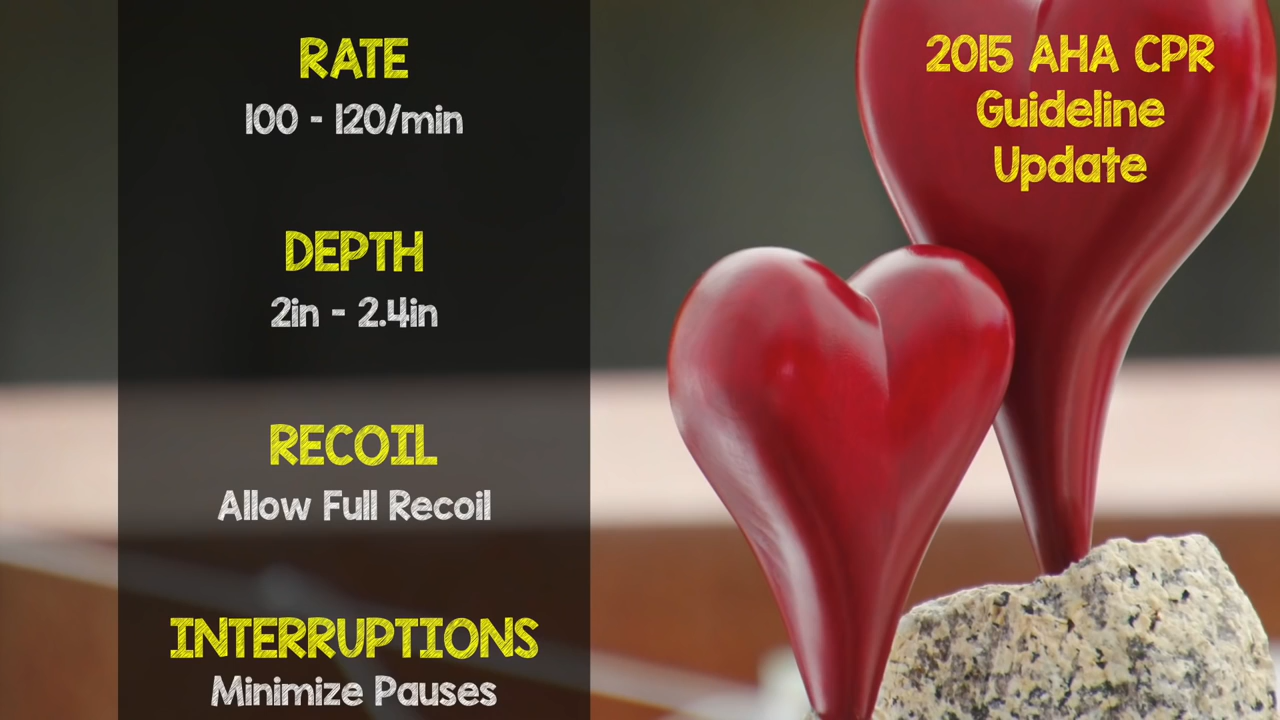 RATE
100 - 120/min
DEPTH
2in - 2.4in
RECOIL
Allow Full Recoil
INTERRUPTIONS
Minimize Pauses
2015 AHA CPR
Guideline
Update